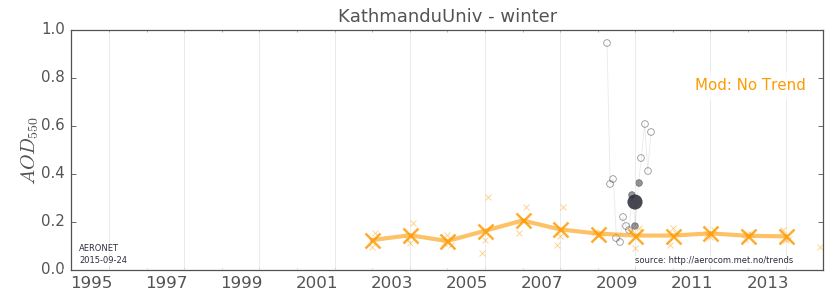 KathmanduUniv - winter
1.0
0.8
0.6
0.4
0.2
0.0
AOD550
Mod: No Trend
AERONET
2015-09-24
source: http://aerocom.met.no/trends
1995 1997 1999 2001 2003 2005 2007 2009 2011 2013